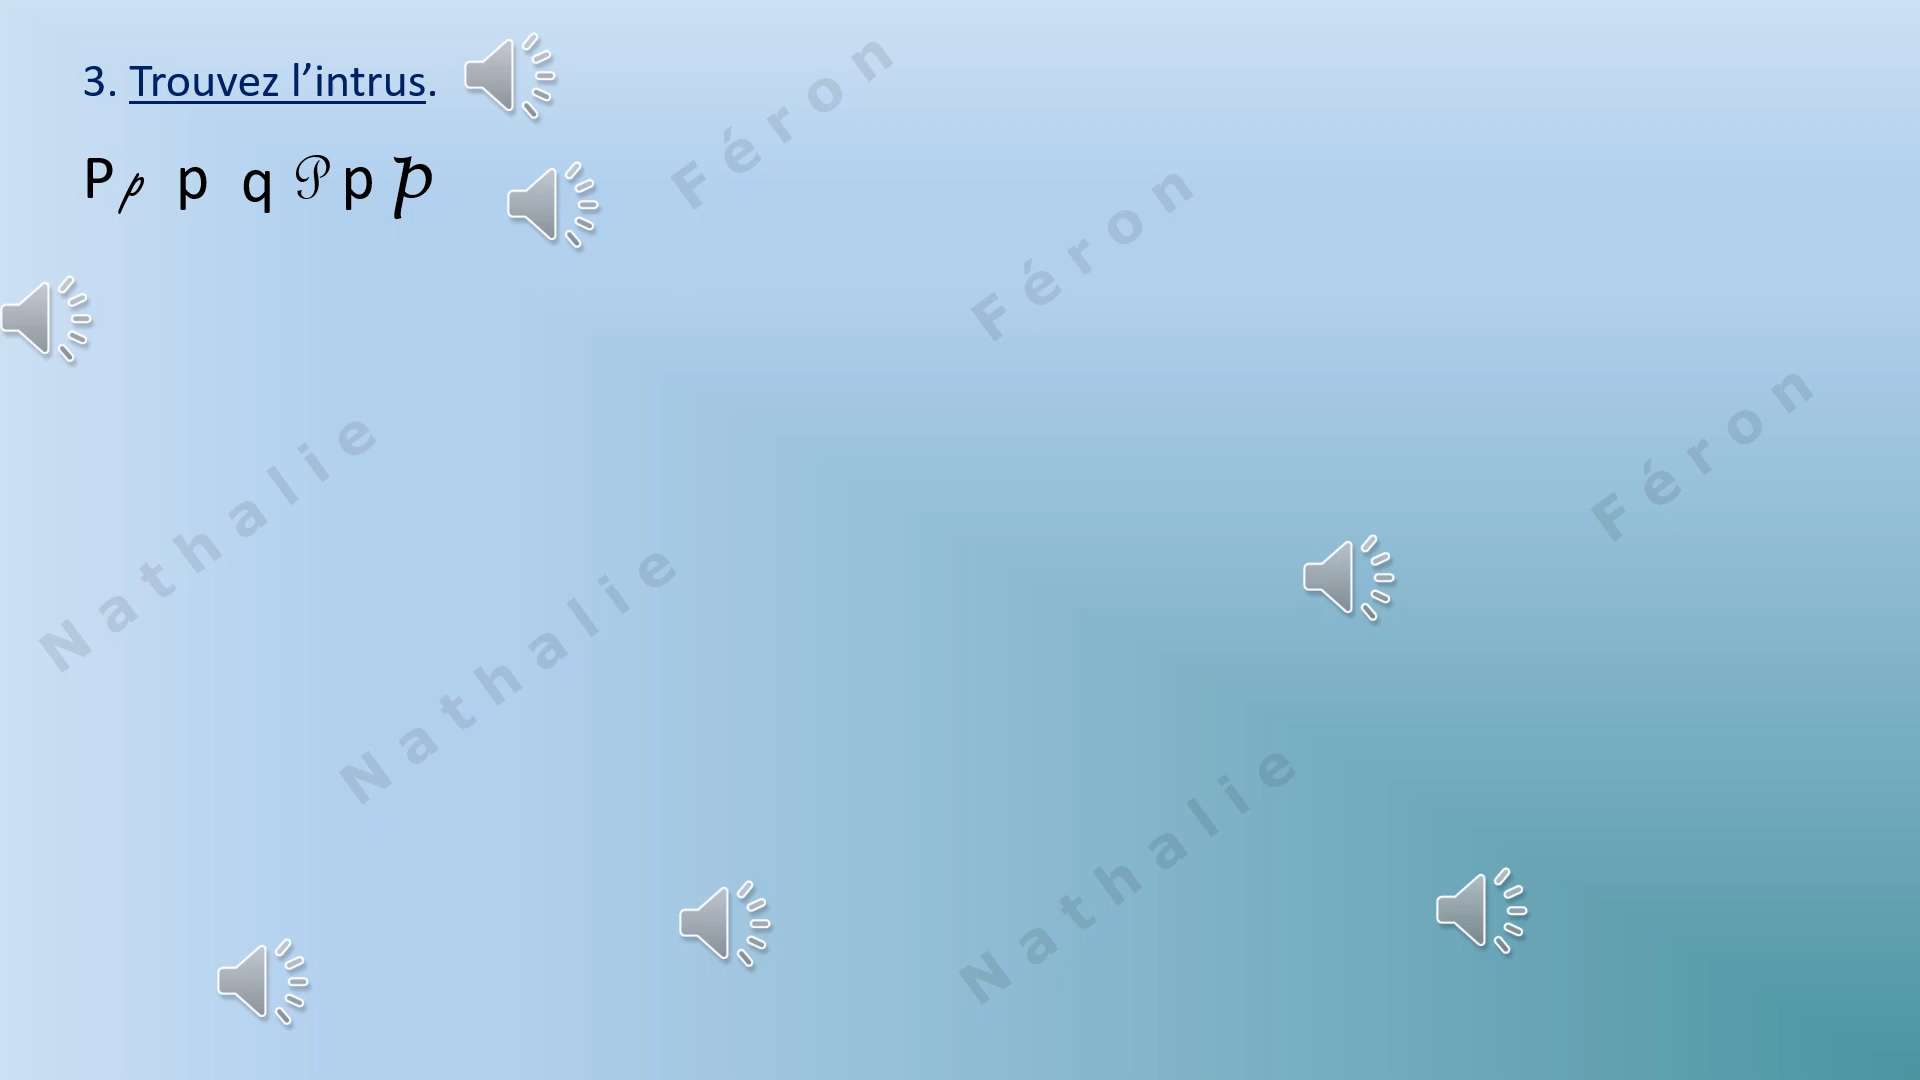 3. Trouvez l’intrus.
P 𝓅 p q 𝒫 p p
Féron
Féron
Féron
Nathalie
Nathalie
Nathalie